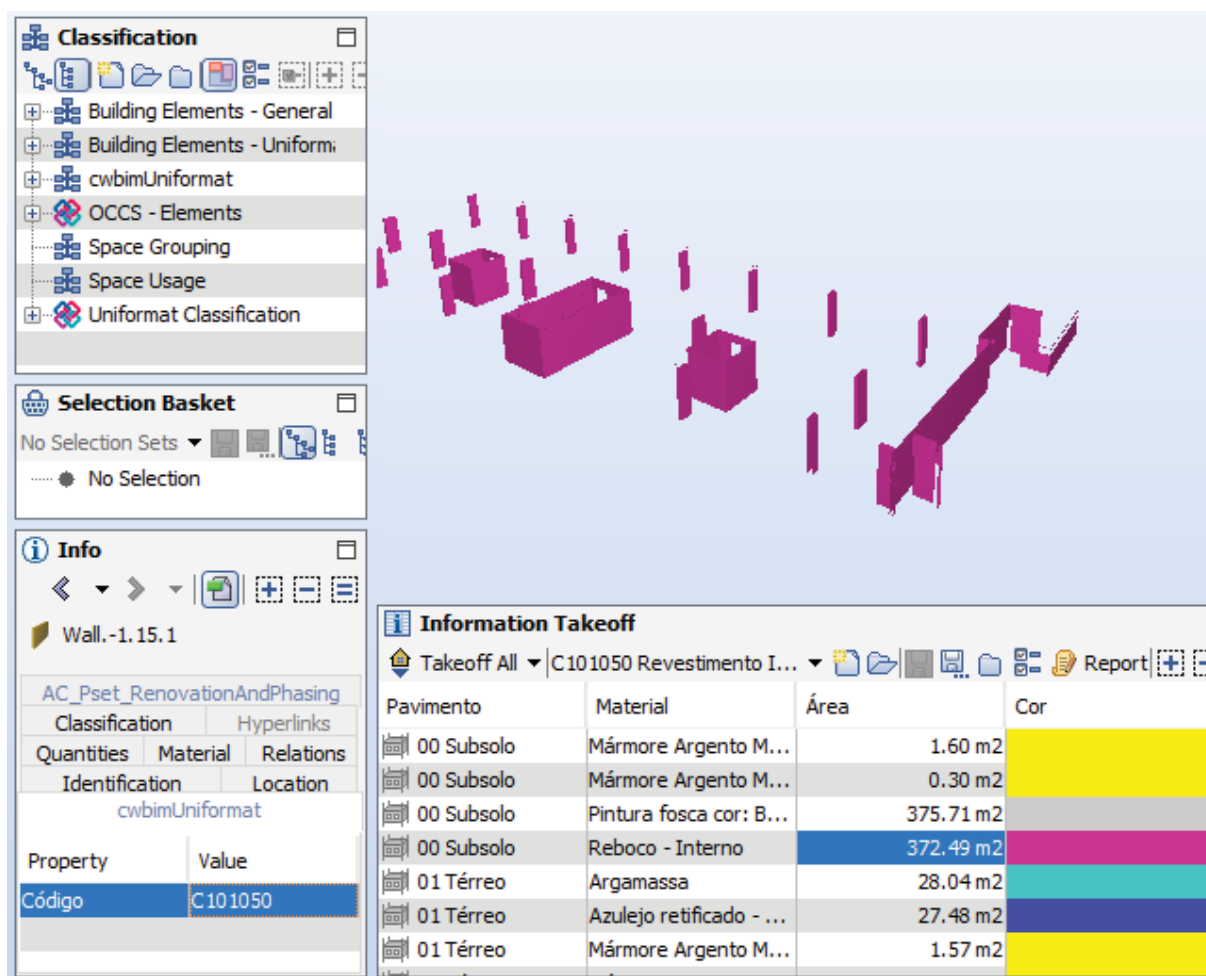 Classification
Building Elements - General
Building Elements - Uniform
cwbimUniformat
OCCS - Elements
Space Grouping
Space Usage
Uniformat Classification
Selection Basket
No Selection Sets
No Selection
Info
Wall.-1.15.1
AC_Pset_RenovationAndPhasing
Classification Hyperlinks
Quantities Material Relations
Identification Location
cwbimUniformat
Property Value
Código C101050
Information Takeoff
Takeoff All C101050 Revestimento I... Report
Pavimento Material Área Cor
00 Subsolo Mármore Argento M... 1.60 m2
00 Subsolo Mármore Argento M... 0.30 m2
00 Subsolo Pintura fosca cor: B... 375.71 m2
00 Subsolo Reboco - Interno 372.49 m2
01 Térreo Argamassa 28.04 m2
01 Térreo Azulejo retificado - ... 27.48 m2
01 Térreo Mármore Argento M... 1.57 m2